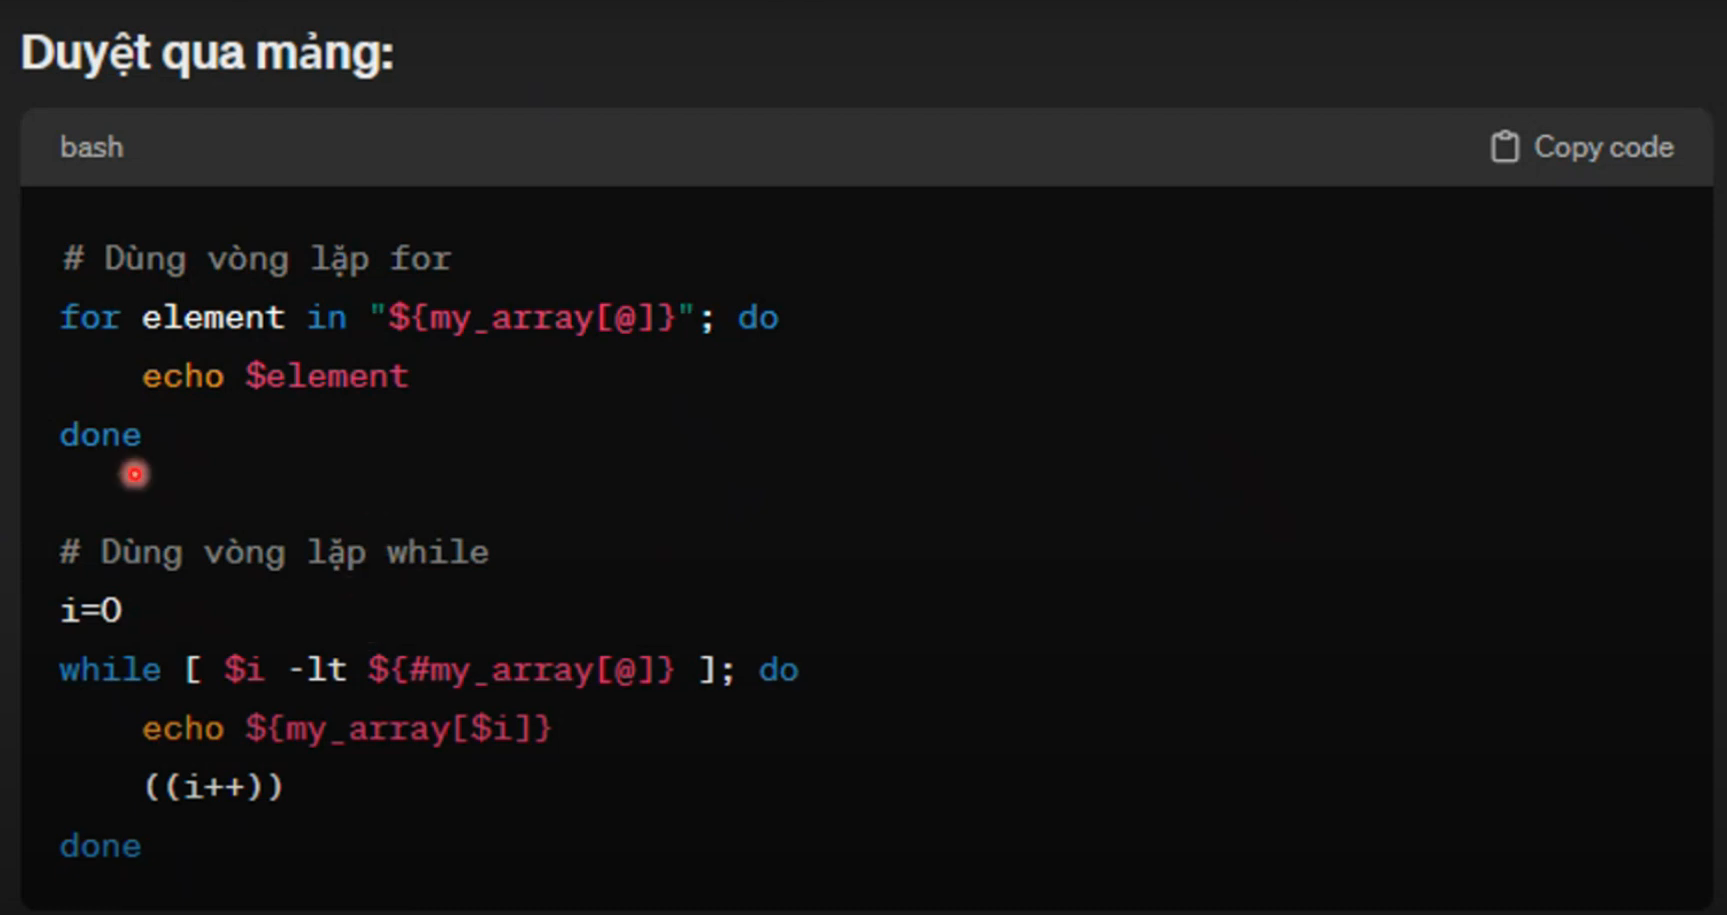 Duyệt qua mảng:
bash
Copy code
# Dùng vòng lặp for
for element in "${my_array[@]}"; do
    echo $element
done
# Dùng vòng lặp while
i=0
while [ $i -lt ${#my_array[@]} ]; do
    echo ${my_array[$i]}
    ((i++))
done